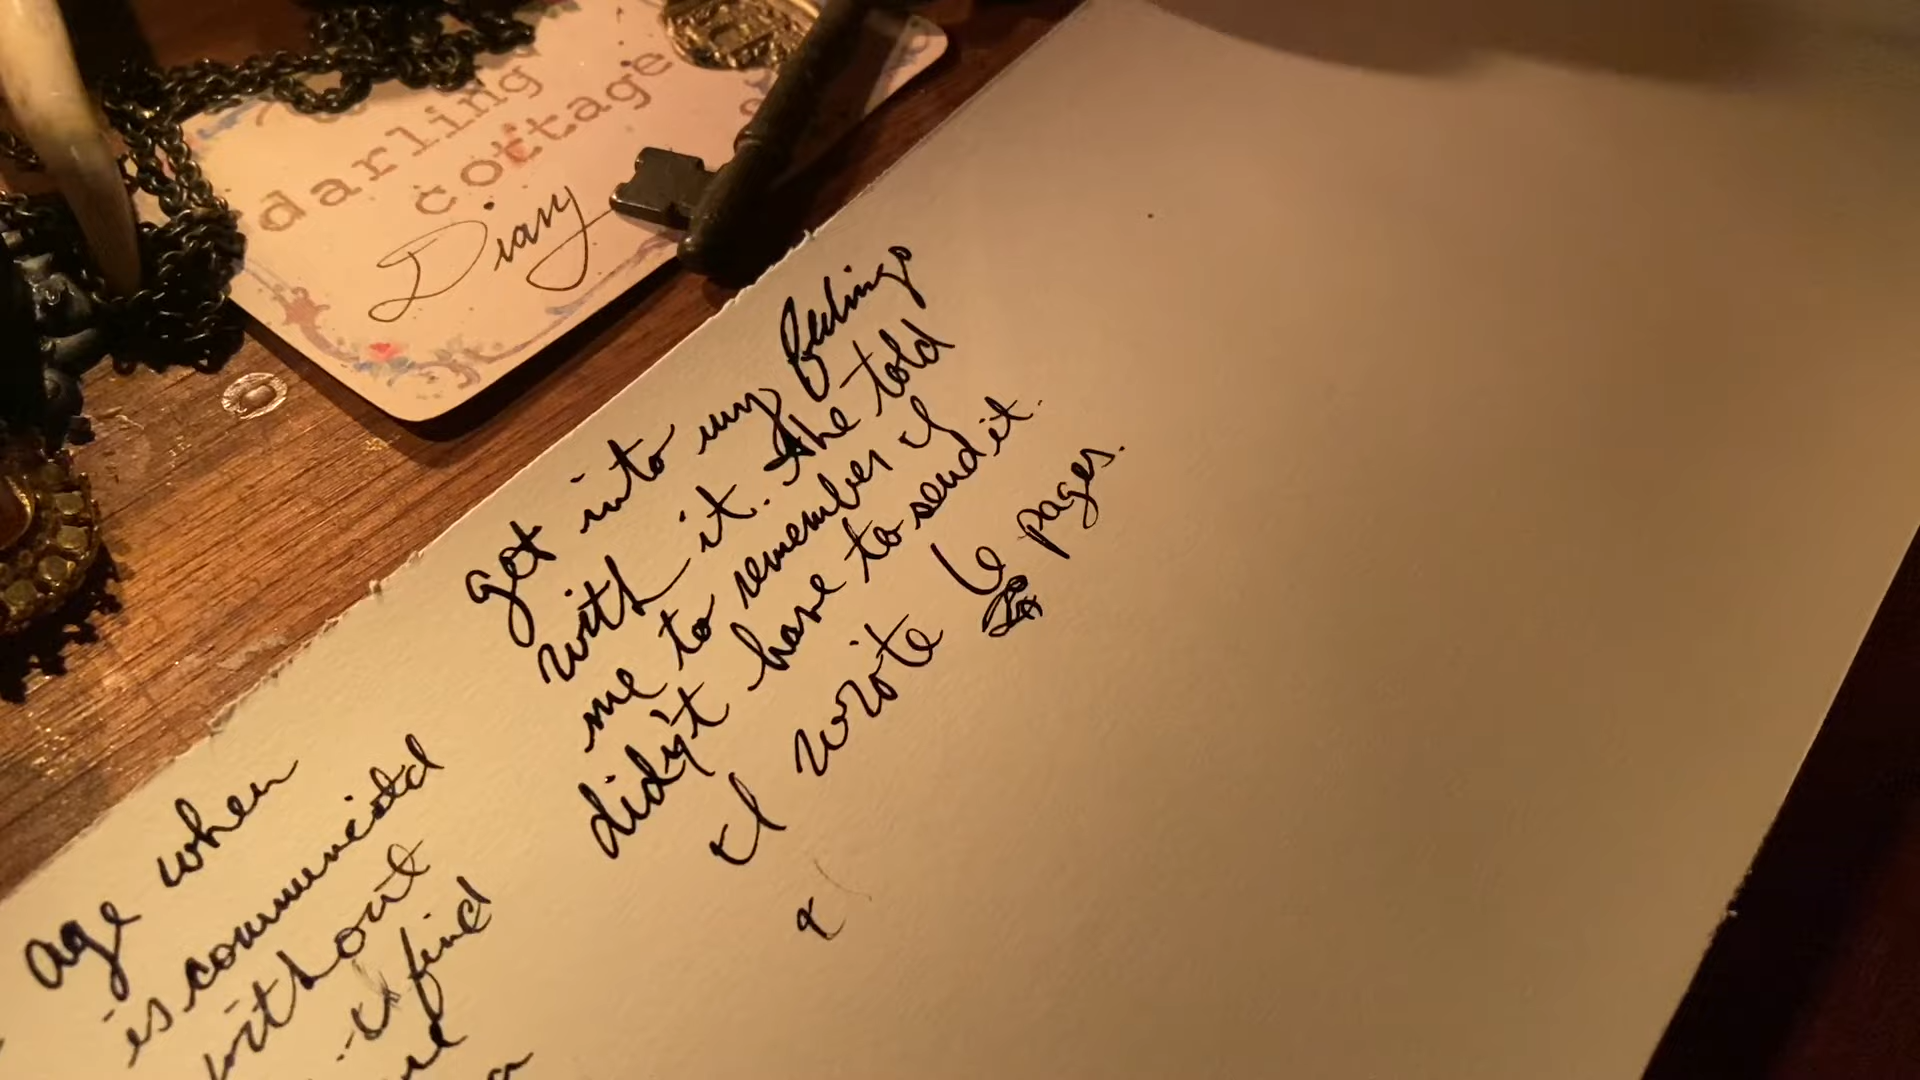 darling
cottage
Diary
got into my feelings
with it. She told
me to remember I
didn't have to send it.
I wrote 6 pages.
age when
is communicated
without
I find